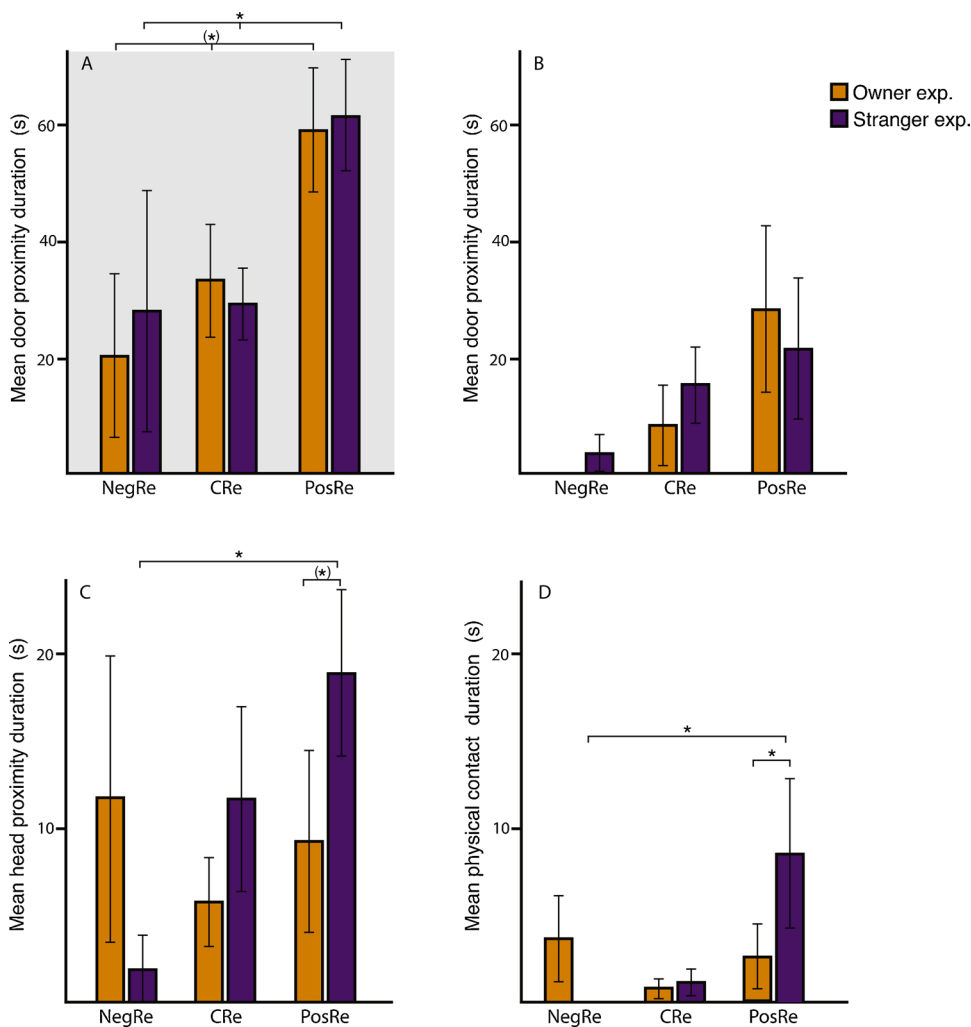 *
(*)
A
Mean door proximity duration (s)
60
40
20
NegRe CRe PosRe
B
Owner exp.
Stranger exp.
Mean door proximity duration (s)
60
40
20
NegRe CRe PosRe
*
(*)
C
Mean head proximity duration (s)
20
10
NegRe CRe PosRe
D
Mean physical contact duration (s)
20
*
*
10
NegRe CRe PosRe